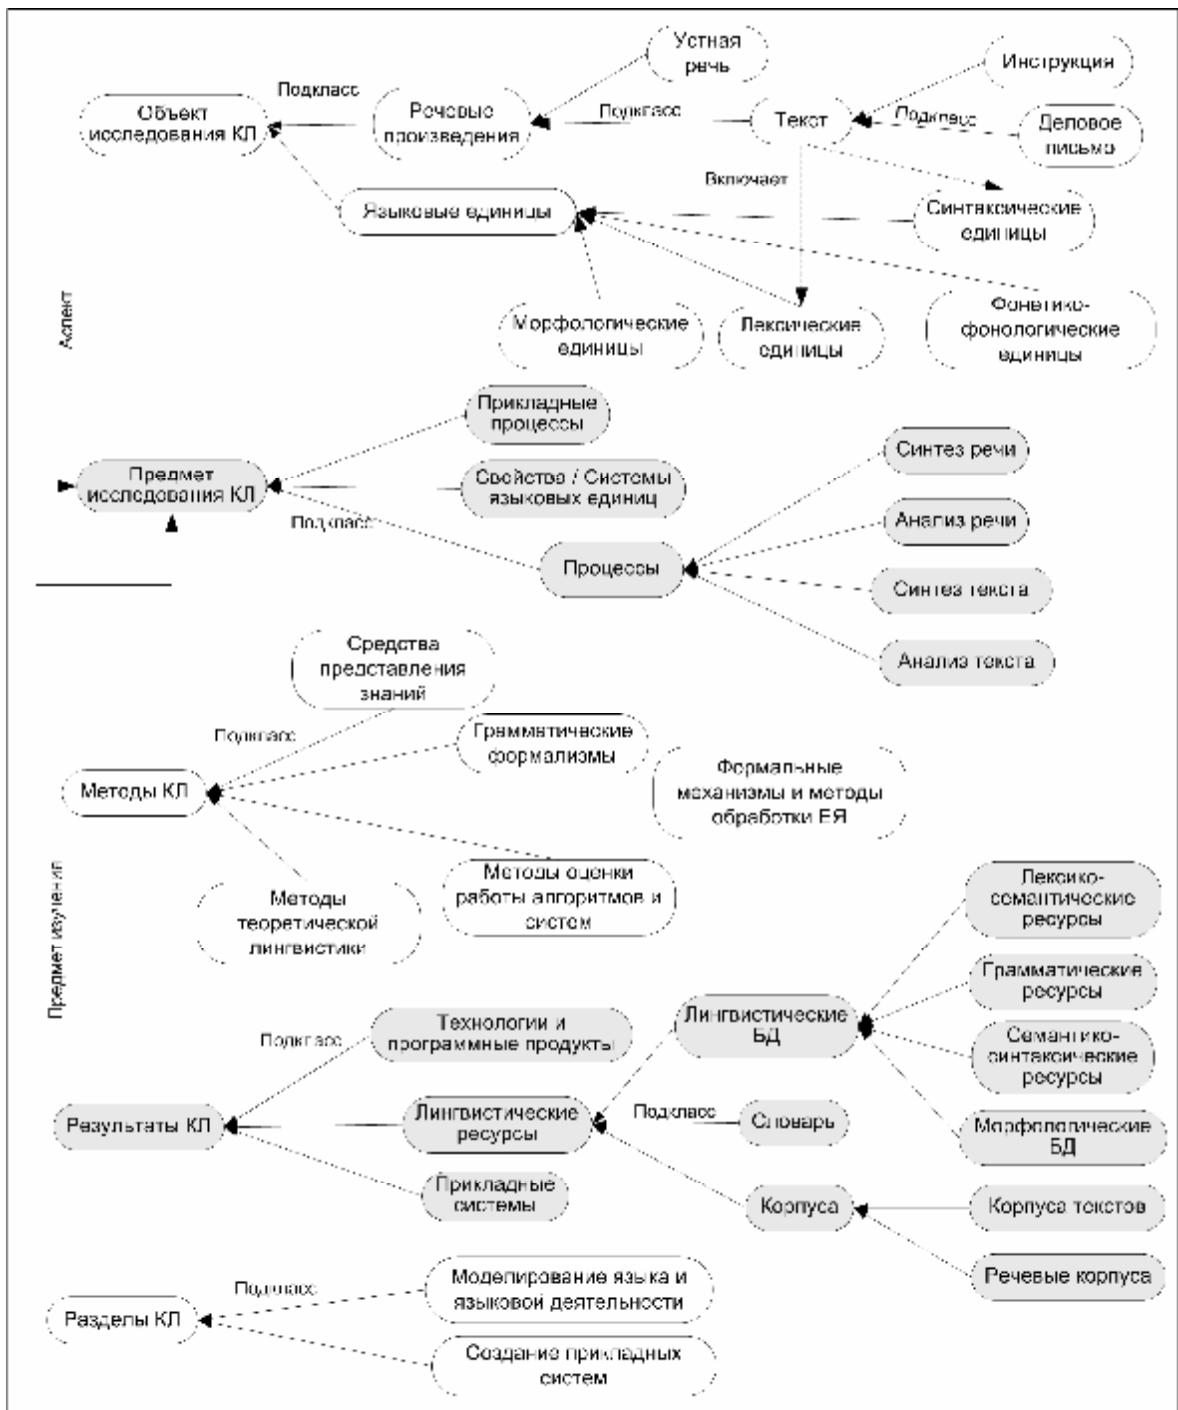 Устная
речь
Инструкция
Подкласс
Объект
исследования КЛ
Речевые
произведения
Подкласс
Текст
Подкласс
Деловое
письмо
Включает
Языковые единицы
Синтаксические
единицы
Морфологические
единицы
Лексические
единицы
Фонетико-
фонологические
единицы
Аспект
Прикладные
процессы
Синтез речи
Предмет
исследования КЛ
Свойства / Системы
языковых единиц
Подкласс
Анализ речи
Процессы
Синтез текста
Анализ текста
Средства
представления
знаний
Подкласс
Грамматические
формализмы
Методы КЛ
Формальные
механизмы и методы
обработки ЕЯ
Методы
теоретической
лингвистики
Методы оценки
работы алгоритмов и
систем
Предмет изучения
Лексико-
семантические
ресурсы
Грамматические
ресурсы
Лингвистические
БД
Технологии и
программные продукты
Подкласс
Семантико-
синтаксические
ресурсы
Результаты КЛ
Лингвистические
ресурсы
Подкласс
Словарь
Морфологические
БД
Прикладные
системы
Корпуса
Корпуса текстов
Речевые корпуса
Подкласс
Моделирование языка и
языковой деятельности
Разделы КЛ
Создание прикладных
систем